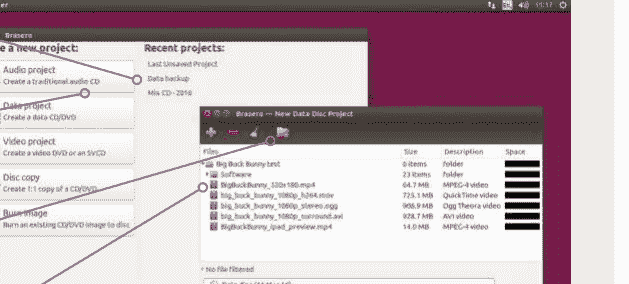 er
15:17
Brasero
e a new project:
Audio project
Create a traditional audio CD
Data project
Create a data CD/DVD
Video project
Create a video DVD or an SVCD
Disc copy
Create 1:1 copy of a CD/DVD
Burn image
Burn an existing CD/DVD image to disc
Recent projects:
Last Unsaved Project
Data backup
Mix CD - 2016
Brasero — New Data Disc Project
Files Size Description Space
Big Buck Bunny test 6 items folder
Software 23 items folder
BigBuckBunny_320x180.mp4 64.7 MB MPEG-4 video
big_buck_bunny_1080p_h264.mov 725.1 MB QuickTime video
big_buck_bunny_1080p_stereo.ogg 908.9 MB Ogg Theora video
big_buck_bunny_1080p_surround.avi 928.7 MB AVI video
BigBuckBunny_ipad_preview.mp4 14.0 MB MPEG-4 video
No file filtered